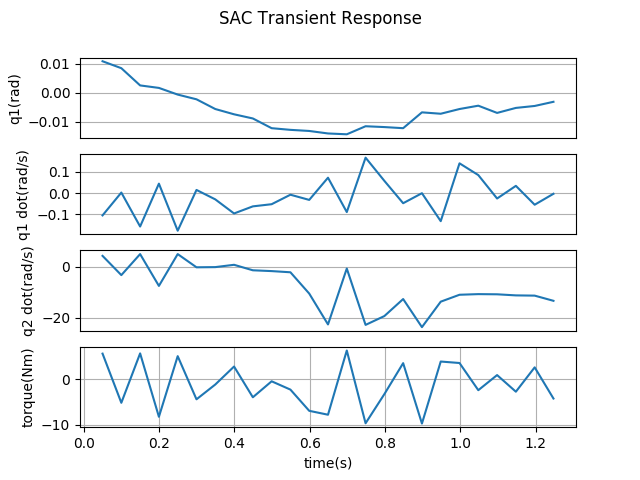 SAC Transient Response
q1(rad)
0.01
0.00
−0.01
q1 dot(rad/s)
0.1
0.0
−0.1
q2 dot(rad/s)
0
−20
torque(Nm)
0
−10
0.0 0.2 0.4 0.6 0.8 1.0 1.2
time(s)